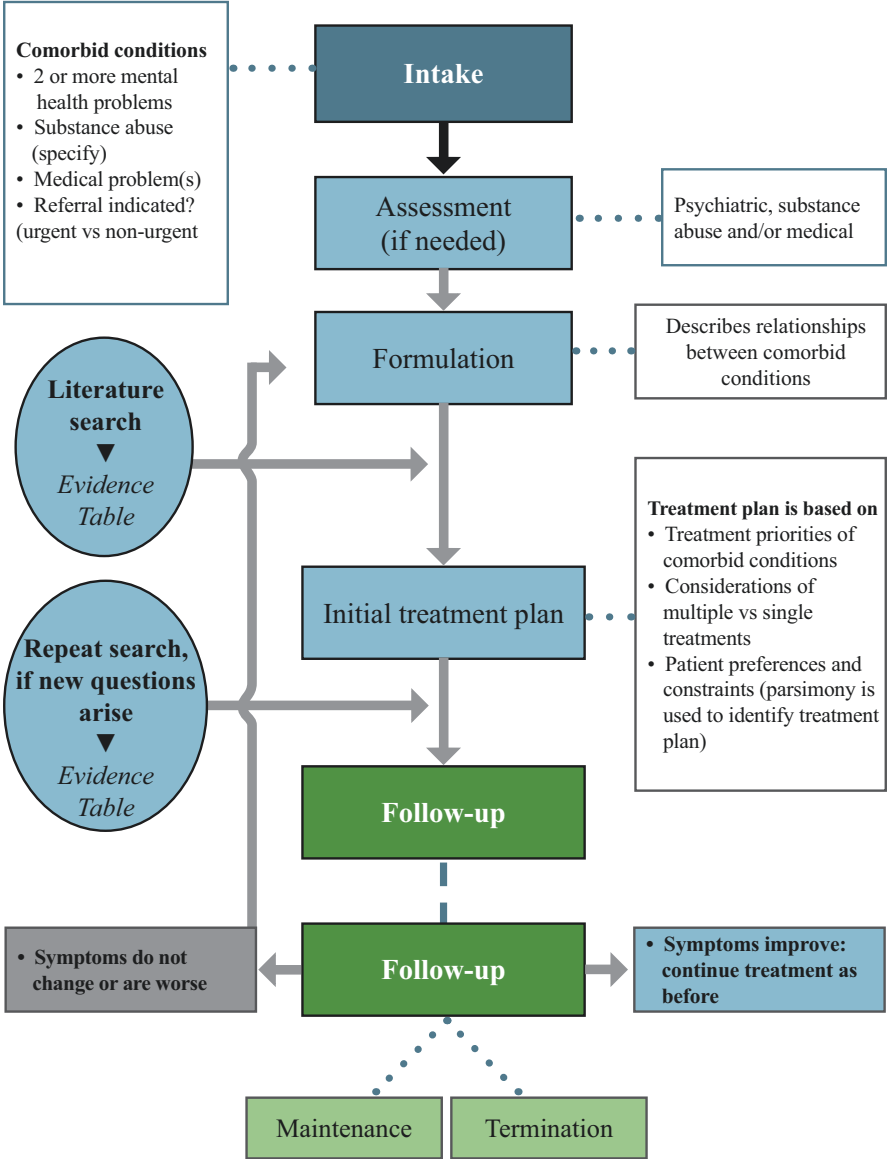 Comorbid conditions
• 2 or more mental
health problems
• Substance abuse
(specify)
• Medical problem(s)
• Referral indicated?
(urgent vs non-urgent
Intake
Assessment
(if needed)
Psychiatric, substance
abuse and/or medical
Formulation
Describes relationships
between comorbid
conditions
Literature
search
▼
Evidence
Table
Initial treatment plan
Treatment plan is based on
• Treatment priorities of
comorbid conditions
• Considerations of
multiple vs single
treatments
• Patient preferences and
constraints (parsimony is
used to identify treatment
plan)
Repeat search,
if new questions
arise
▼
Evidence
Table
Follow-up
• Symptoms do not
change or are worse
Follow-up
• Symptoms improve:
continue treatment as
before
Maintenance
Termination